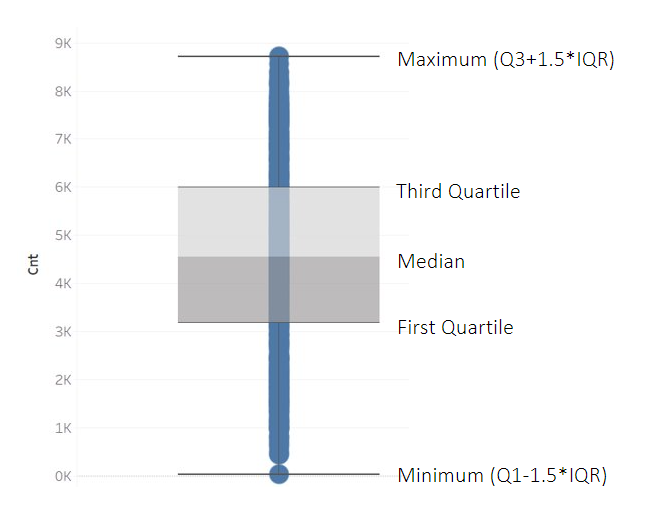 9K
Maximum (Q3+1.5*IQR)
8K
7K
6K
Third Quartile
5K
Median
Cnt
4K
First Quartile
3K
2K
1K
0K
Minimum (Q1-1.5*IQR)